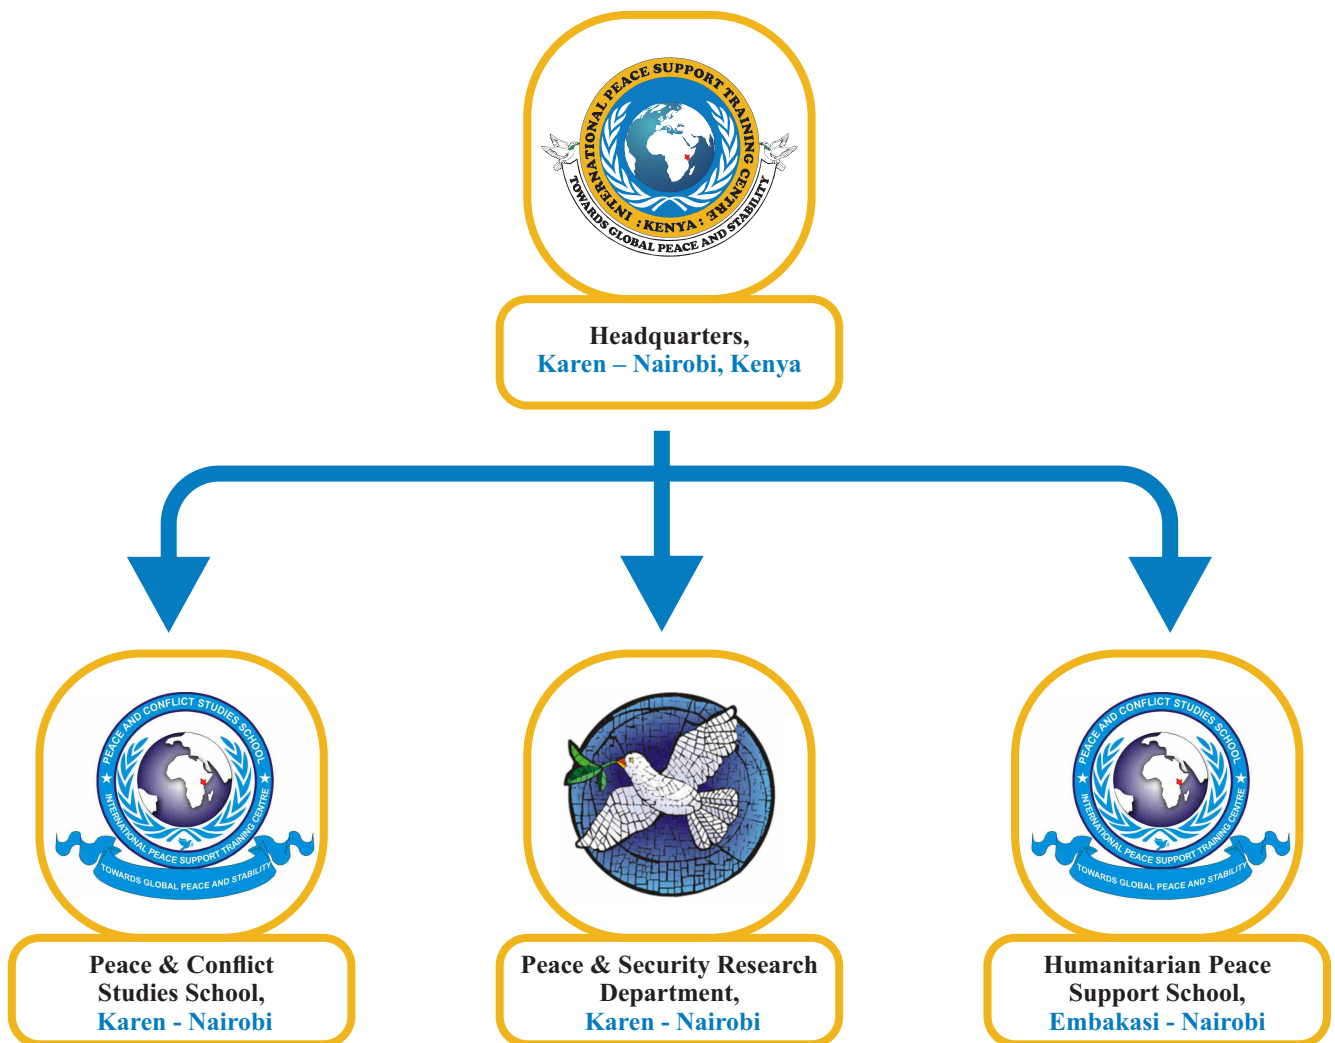 INTERNATIONAL PEACE SUPPORT TRAINING CENTRE
: KENYA :
TOWARDS GLOBAL PEACE AND STABILITY
Headquarters,
Karen – Nairobi, Kenya
PEACE AND CONFLICT STUDIES SCHOOL
INTERNATIONAL PEACE SUPPORT TRAINING CENTRE
TOWARDS GLOBAL PEACE AND STABILITY
Peace & Conflict
Studies School,
Karen - Nairobi
Peace & Security Research
Department,
Karen - Nairobi
PEACE AND CONFLICT STUDIES SCHOOL
INTERNATIONAL PEACE SUPPORT TRAINING CENTRE
TOWARDS GLOBAL PEACE AND STABILITY
Humanitarian Peace
Support School,
Embakasi - Nairobi